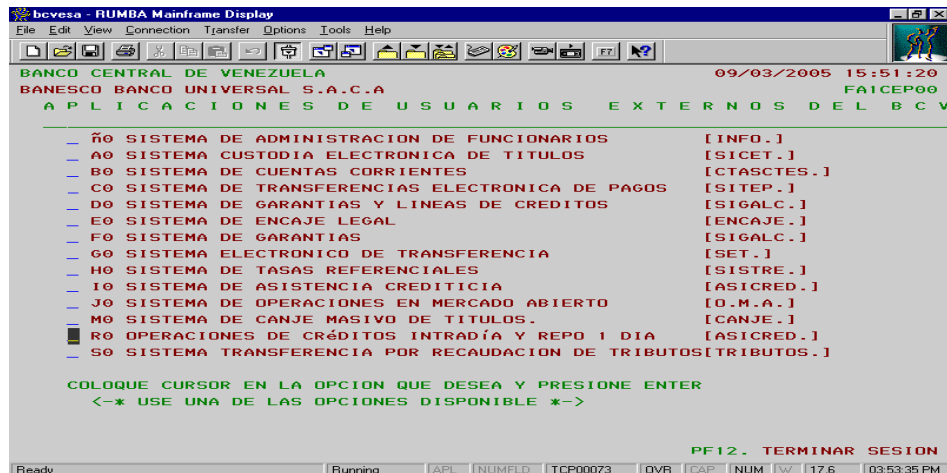 bcvesa - RUMBA Mainframe Display
File Edit View Connection Transfer Options Tools Help
F7
BANCO CENTRAL DE VENEZUELA 09/03/2005 15:51:20
BANESCO BANCO UNIVERSAL S.A.C.A FA1CEP00
A P L I C A C I O N E S D E U S U A R I O S E X T E R N O S D E L B C V
_ ñ0 SISTEMA DE ADMINISTRACION DE FUNCIONARIOS [INFO.]
_ A0 SISTEMA CUSTODIA ELECTRONICA DE TITULOS [SICET.]
_ B0 SISTEMA DE CUENTAS CORRIENTES [CTASCTES.]
_ C0 SISTEMA DE TRANSFERENCIAS ELECTRONICA DE PAGOS [SITEP.]
_ D0 SISTEMA DE GARANTIAS Y LINEAS DE CREDITOS [SIGALC.]
_ E0 SISTEMA DE ENCAJE LEGAL [ENCAJE.]
_ F0 SISTEMA DE GARANTIAS [SIGALC.]
_ G0 SISTEMA ELECTRONICO DE TRANSFERENCIA [SET.]
_ H0 SISTEMA DE TASAS REFERENCIALES [SISTRE.]
_ I0 SISTEMA DE ASISTENCIA CREDITICIA [ASICRED.]
_ J0 SISTEMA DE OPERACIONES EN MERCADO ABIERTO [O.M.A.]
_ M0 SISTEMA DE CANJE MASIVO DE TITULOS. [CANJE.]
_ R0 OPERACIONES DE CRéDITOS INTRADíA Y REPO 1 DIA [ASICRED.]
_ S0 SISTEMA TRANSFERENCIA POR RECAUDACION DE TRIBUTOS[TRIBUTOS.]
COLOQUE CURSOR EN LA OPCION QUE DESEA Y PRESIONE ENTER
<-* USE UNA DE LAS OPCIONES DISPONIBLE *->
PF12. TERMINAR SESION
Ready Running APL NUMFLD TCP00073 OVR CAP NUM W 17,6 03:53:35 PM